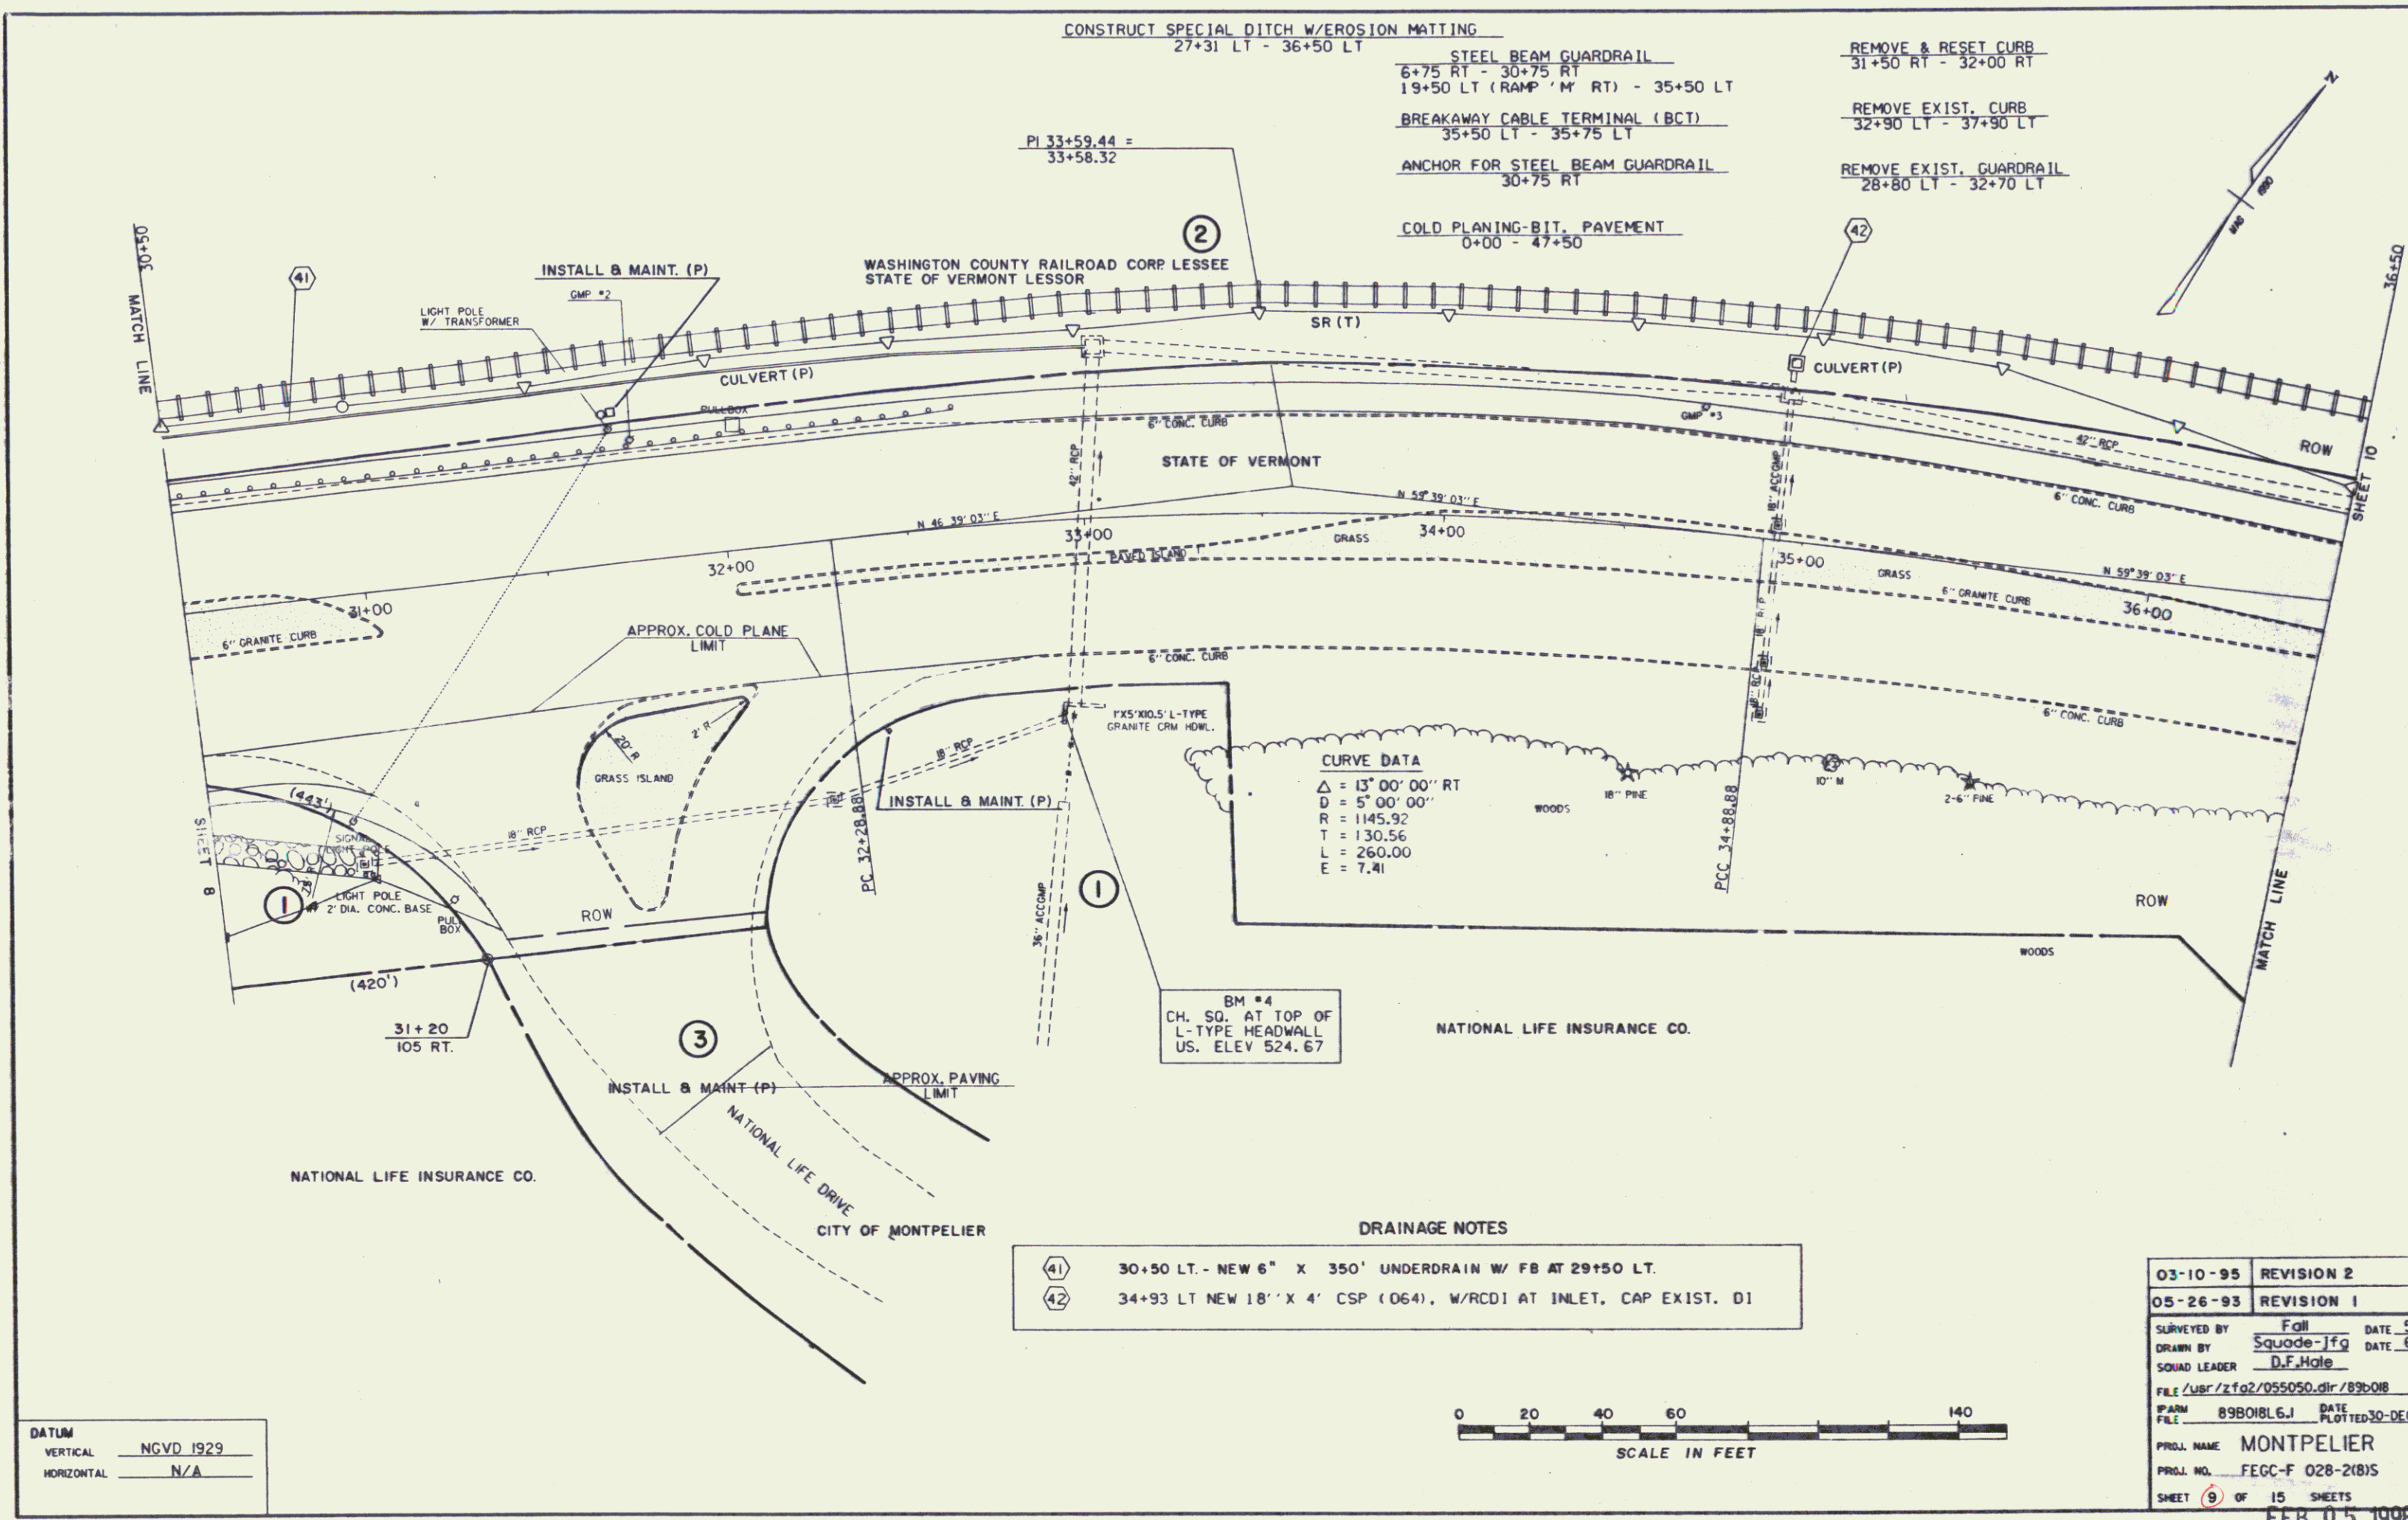 CONSTRUCT SPECIAL DITCH W/EROSION MATTING
27+31 LT - 36+50 LT
STEEL BEAM GUARDRAIL
6+75 RT - 30+75 RT
19+50 LT (RAMP 'M' RT) - 35+50 LT
BREAKAWAY CABLE TERMINAL (BCT)
35+50 LT - 35+75 LT
ANCHOR FOR STEEL BEAM GUARDRAIL
30+75 RT
COLD PLANING-BIT. PAVEMENT
0+00 - 47+50
REMOVE & RESET CURB
31+50 RT - 32+00 RT
REMOVE EXIST. CURB
32+90 LT - 37+90 LT
REMOVE EXIST. GUARDRAIL
28+80 LT - 32+70 LT
N
1990
PI 33+59.44 =
33+58.32
2
42
WASHINGTON COUNTY RAILROAD CORP. LESSEE
STATE OF VERMONT LESSOR
30+50
MATCH LINE
41
INSTALL & MAINT. (P)
GMP #2
LIGHT POLE
W/ TRANSFORMER
36+50
SR (T)
CULVERT (P)
CULVERT (P)
PULLBOX
GMP #3
6" CONC. CURB
42" RCP
42" RCP
ROW
SHEET 10
STATE OF VERMONT
18" ACCGMP
6" CONC. CURB
N 46 39' 03" E
N 59° 39' 03" E
33+00
34+00
GRASS
PAVED ISLAND
32+00
35+00
GRASS
N 59° 39' 03" E
31+00
6" GRANITE CURB
6" GRANITE CURB
36+00
APPROX. COLD PLANE
LIMIT
6" CONC. CURB
18" RCP
18" RCP
6" CONC. CURB
2' R
20' R
1'X5'X10.5' L-TYPE
GRANITE CRM HDWL.
18" RCP
GRASS ISLAND
INSTALL & MAINT. (P)
CURVE DATA
Δ = 13° 00' 00" RT
D = 5° 00' 00"
R = 1145.92
T = 130.56
L = 260.00
E = 7.41
WOODS
18" PINE
10" M
2-6" PINE
PC 32+28.88
PCC 34+88.88
(443')
SHEET 8
SIGNAL
LIGHT POLE
18" RCP
1
LIGHT POLE
W/ 2' DIA. CONC. BASE
PULL
BOX
ROW
1
36" ACCGMP
ROW
MATCH LINE
WOODS
(420')
31+20
105 RT.
3
BM #4
CH. SQ. AT TOP OF
L-TYPE HEADWALL
US. ELEV 524.67
NATIONAL LIFE INSURANCE CO.
INSTALL & MAINT (P)
APPROX. PAVING
LIMIT
NATIONAL LIFE DRIVE
NATIONAL LIFE INSURANCE CO.
CITY OF MONTPELIER
DRAINAGE NOTES
41 30+50 LT. - NEW 6" X 350' UNDERDRAIN W/ FB AT 29+50 LT.
42 34+93 LT NEW 18'' X 4' CSP (064), W/RCDI AT INLET, CAP EXIST. DI
03-10-95 REVISION 2
05-26-93 REVISION 1
SURVEYED BY Fall DATE
DRAWN BY Squade-jfg DATE
SQUAD LEADER D.F.Hale
FILE /usr/zfa2/055050.dir/89b018
IPARM FILE 89B018L6.I DATE PLOTTED 30-DE
PROJ. NAME MONTPELIER
PROJ. NO. FEGC-F 028-2(8)S
SHEET 9 OF 15 SHEETS
FEB 05
0 20 40 60 140
SCALE IN FEET
DATUM
VERTICAL NGVD 1929
HORIZONTAL N/A